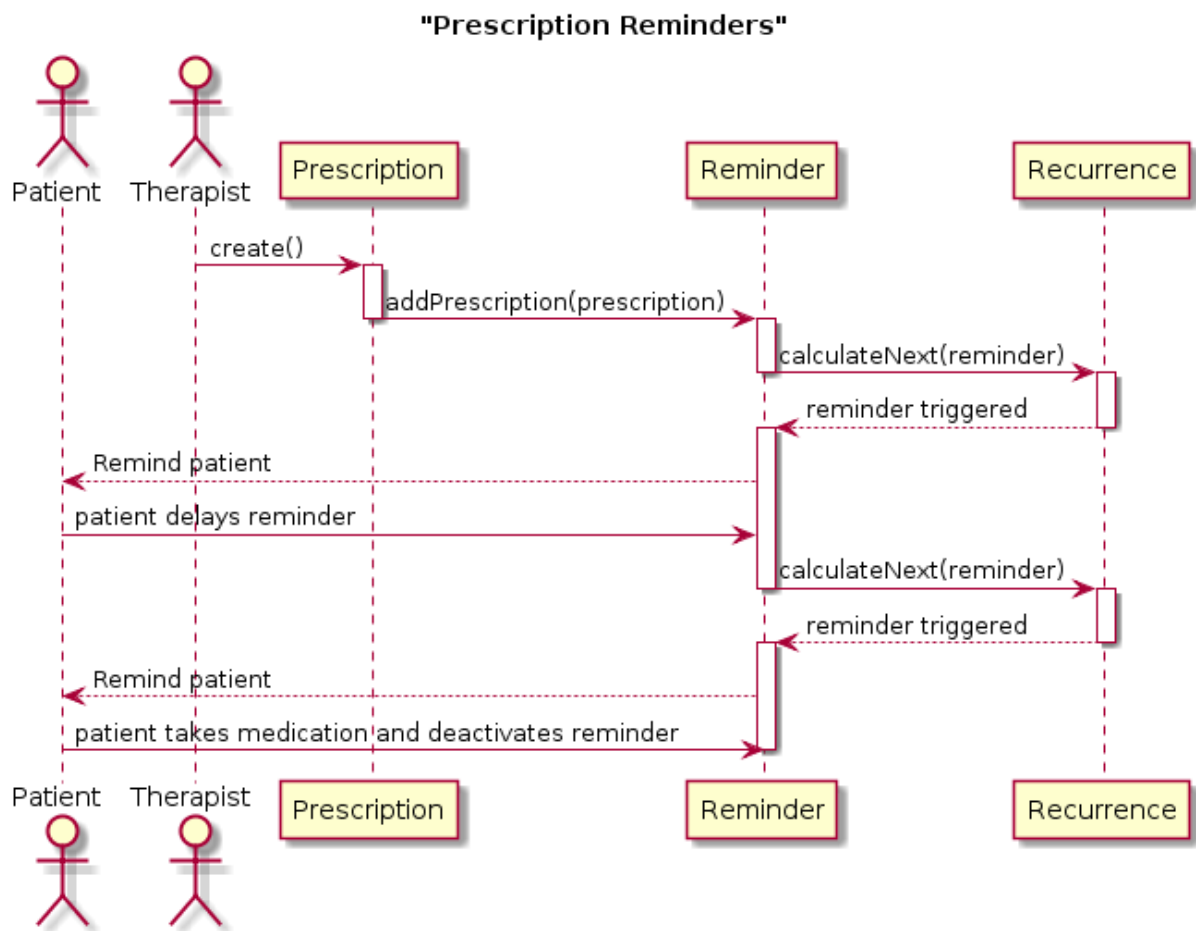 "Prescription Reminders"
Patient
Therapist
Prescription
Reminder
Recurrence
create()
addPrescription(prescription)
calculateNext(reminder)
reminder triggered
Remind patient
patient delays reminder
calculateNext(reminder)
reminder triggered
Remind patient
patient takes medication and deactivates reminder
Patient
Therapist
Prescription
Reminder
Recurrence